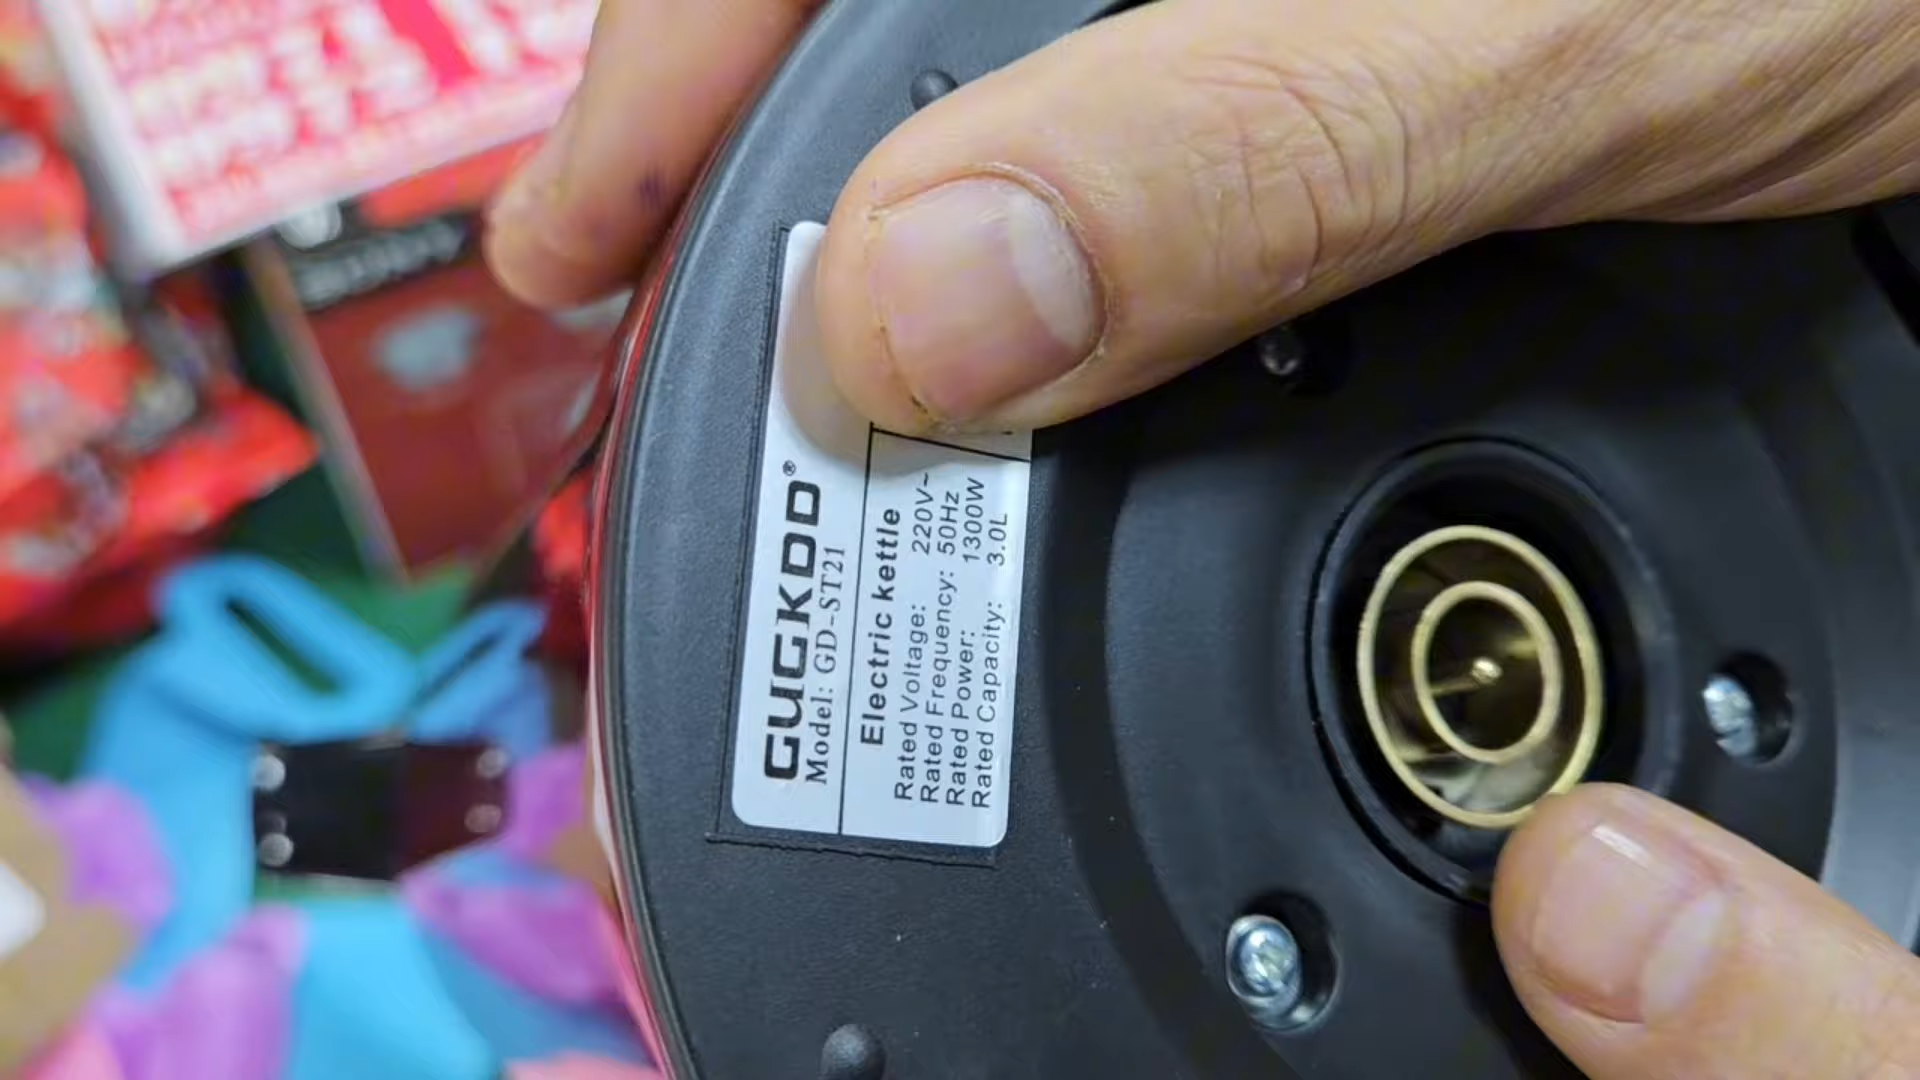 GUGKDD®
Model: GD-ST21
Electric kettle
Rated Voltage: 220V~
Rated Frequency: 50Hz
Rated Power: 1300W
Rated Capacity: 3.0L